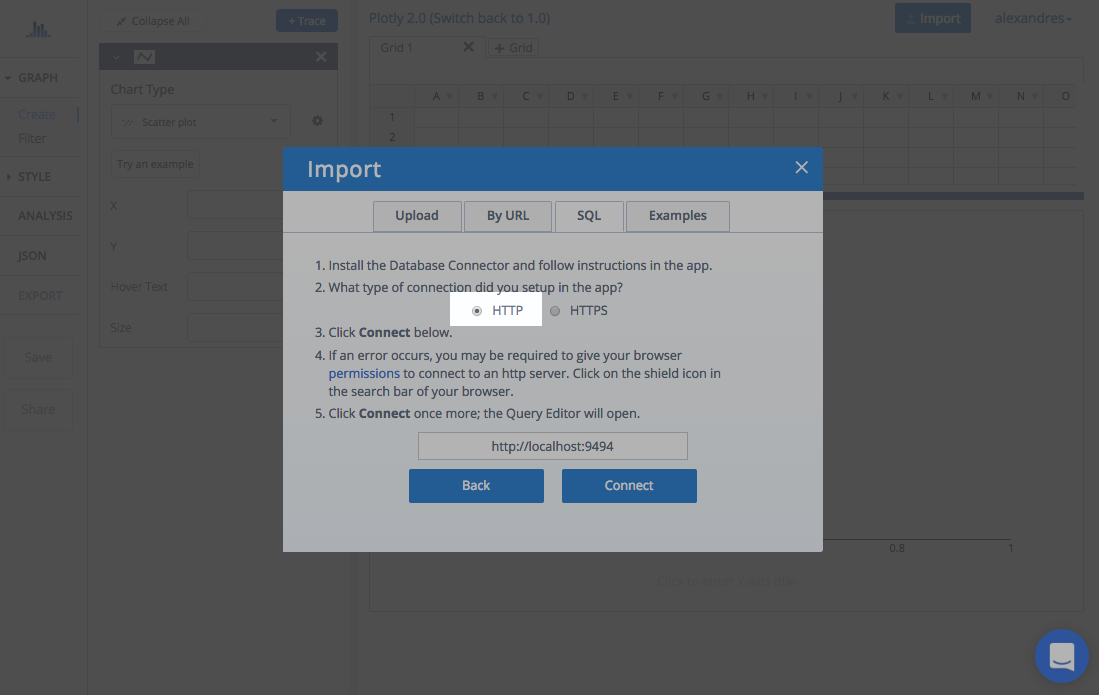 Collapse All
+ Trace
Plotly 2.0 (Switch back to 1.0)
Import
alexandres
Grid 1
+ Grid
GRAPH
Create
Filter
STYLE
ANALYSIS
JSON
EXPORT
Save
Share
Chart Type
Scatter plot
Try an example
X
Y
Hover Text
Size
A B C D E F G H I J K L M N O
1
2
Import
Upload By URL SQL Examples
1. Install the Database Connector and follow instructions in the app.
2. What type of connection did you setup in the app?
HTTP HTTPS
3. Click Connect below.
4. If an error occurs, you may be required to give your browser
permissions to connect to an http server. Click on the shield icon in
the search bar of your browser.
5. Click Connect once more; the Query Editor will open.
http://localhost:9494
Back Connect
0.8 1
Click to enter X axis title